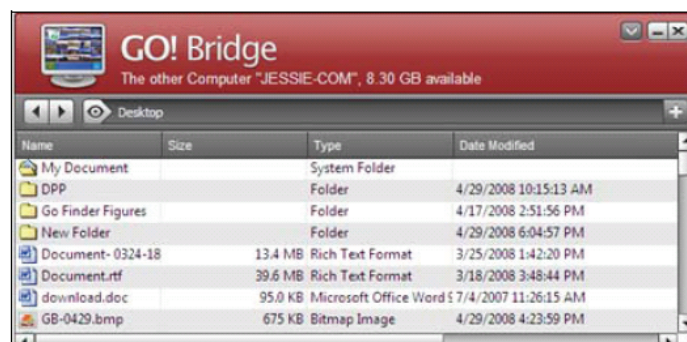 GO! Bridge
The other Computer "JESSIE-COM", 8.30 GB available
Desktop
Name Size Type Date Modified
My Document System Folder
DPP Folder 4/29/2008 10:15:13 AM
Go Finder Figures Folder 4/17/2008 2:51:56 PM
New Folder Folder 4/29/2008 6:04:57 PM
Document- 0324-18 13.4 MB Rich Text Format 3/25/2008 1:42:20 PM
Document.rtf 39.6 MB Rich Text Format 3/18/2008 3:48:44 PM
download.doc 95.0 KB Microsoft Office Word 9 7/4/2007 11:26:15 AM
GB-0429.bmp 675 KB Bitmap Image 4/29/2008 4:23:59 PM